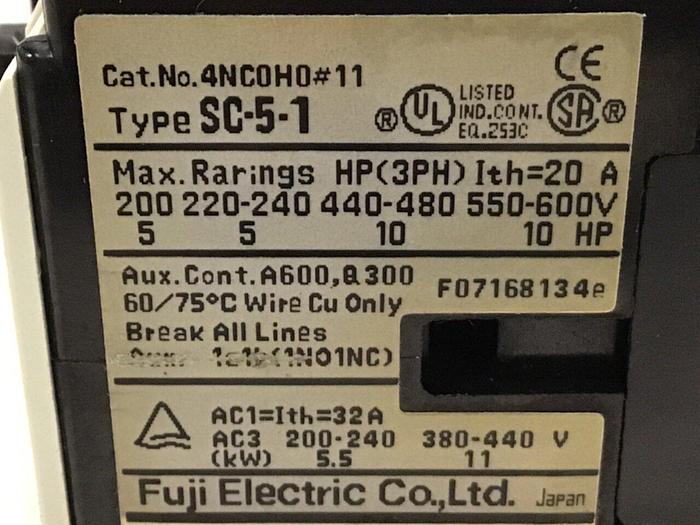 CE
Cat.No.4NC0H0#11
Type SC-5-1
® UL LISTED
IND.CONT.
EQ.253C
SA ®
Max.Rarings HP(3PH) Ith=20 A
200 220-240 440-480 550-600V
5 5 10 10 HP
Aux.Cont.A600,Q300
60/75°C Wire Cu Only
F07168134e
Break All Lines
(1NO1NC)
AC1=Ith=32A
AC3 200-240 380-440 V
(kW) 5.5 11
Fuji Electric Co.,Ltd. Japan